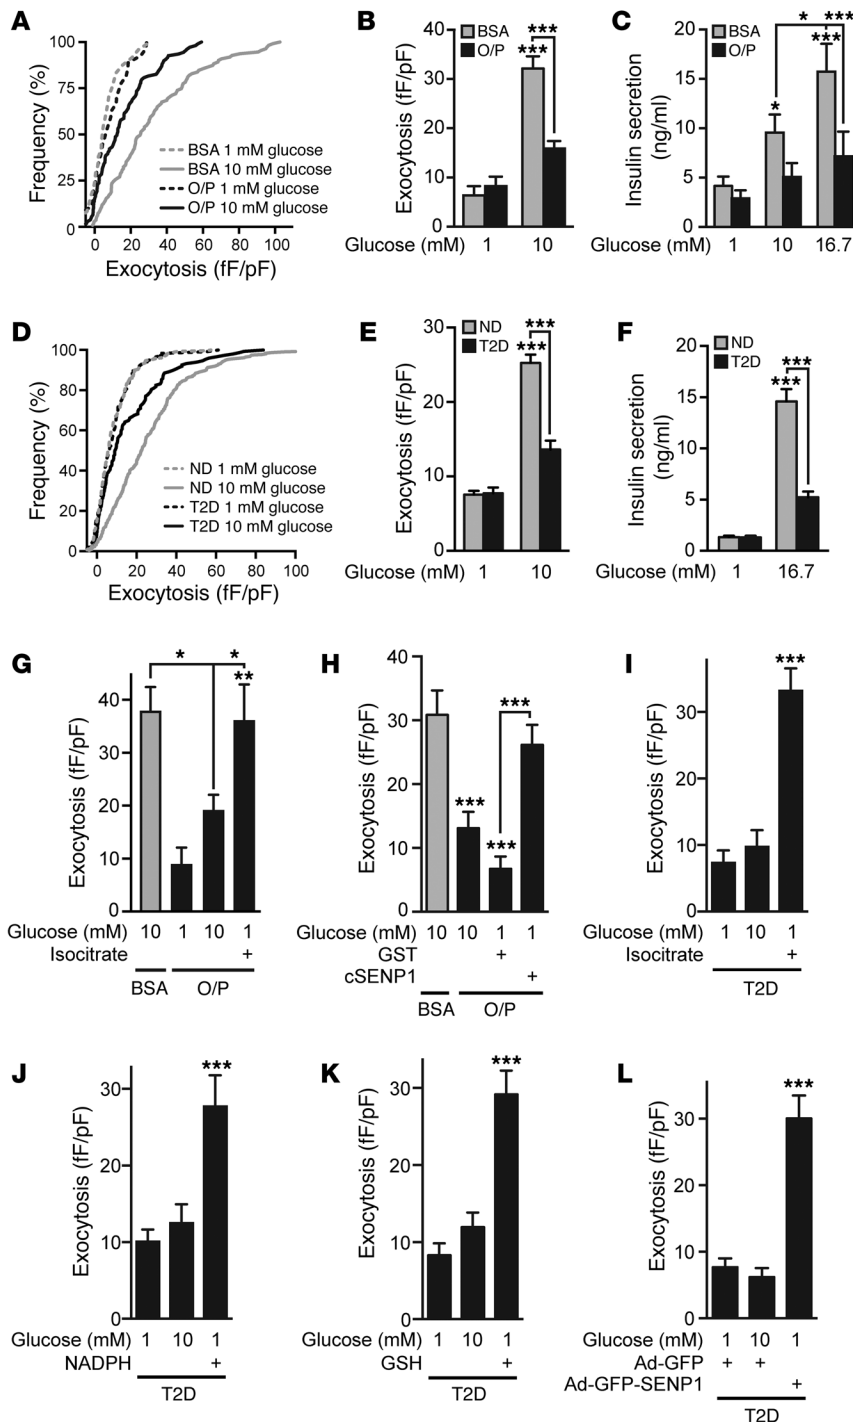 A
Frequency (%)
100
75
50
25
0
BSA 1 mM glucose
BSA 10 mM glucose
O/P 1 mM glucose
O/P 10 mM glucose
0 20 40 60 80 100
Exocytosis (fF/pF)
B
Exocytosis (fF/pF)
40
30
20
10
0
BSA
O/P
***
***
Glucose (mM) 1 10
C
Insulin secretion
(ng/ml)
20
15
10
5
0
BSA
O/P
* ***
***
*
Glucose (mM) 1 10 16.7
D
Frequency (%)
100
80
60
40
20
0
ND 1 mM glucose
ND 10 mM glucose
T2D 1 mM glucose
T2D 10 mM glucose
0 20 40 60 80 100
Exocytosis (fF/pF)
E
Exocytosis (fF/pF)
30
20
10
0
ND
T2D
***
***
Glucose (mM) 1 10
F
Insulin secretion
(ng/ml)
20
15
10
5
0
ND
T2D
***
***
Glucose (mM) 1 16.7
G
Exocytosis (fF/pF)
40
30
20
10
0
* *
**
Glucose (mM) 10 1 10 1
Isocitrate +
BSA O/P
H
Exocytosis (fF/pF)
40
30
20
10
0
***
***
***
Glucose (mM) 10 10 1 1
GST +
cSENP1 +
BSA O/P
I
Exocytosis (fF/pF)
30
20
10
0
***
Glucose (mM) 1 10 1
Isocitrate +
T2D
J
Exocytosis (fF/pF)
30
20
10
0
***
Glucose (mM) 1 10 1
NADPH +
T2D
K
Exocytosis (fF/pF)
30
20
10
0
***
Glucose (mM) 1 10 1
GSH +
T2D
L
Exocytosis (fF/pF)
30
20
10
0
***
Glucose (mM) 1 10 1
Ad-GFP + +
Ad-GFP-SENP1 +
T2D